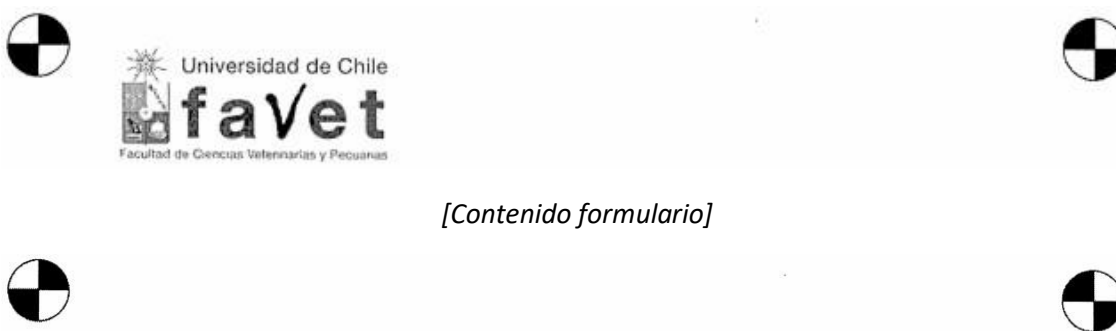 Universidad de Chile
favet
Facultad de Ciencias Veterinarias y Pecuarias
[Contenido formulario]